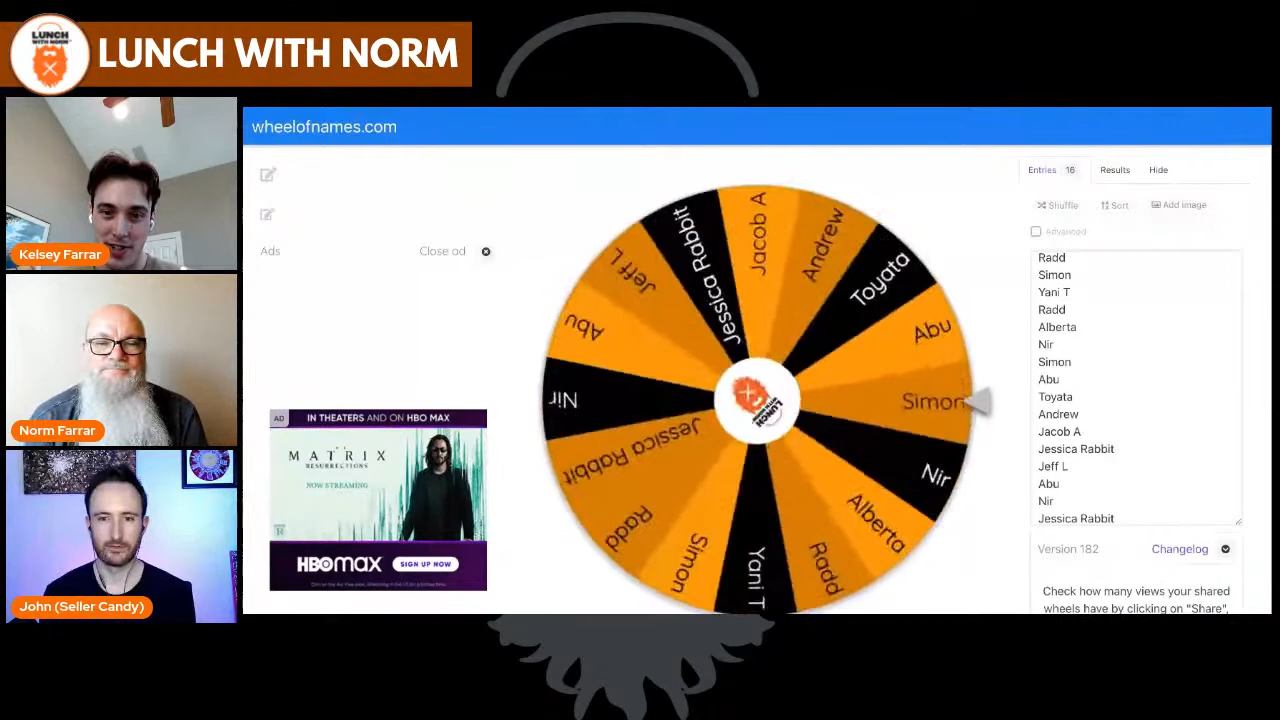 LUNCH
WITH NORM
LUNCH WITH NORM
Kelsey Farrar
Norm Farrar
John (Seller Candy)
wheelofnames.com
Ads
Close ad
AD
IN THEATERS AND ON HBO MAX
MATRIX
RESURRECTIONS
NOW STREAMING
HBOMAX
SIGN UP NOW
Jacob A
Andrew
Toyata
Abu
Simon
Nir
Alberta
Radd
Yani T
Simon
Radd
Jessica Rabbit
Nir
Abu
Jeff L
Jessica Rabbit
Entries 16
Results
Hide
Shuffle
Sort
Add image
Advanced
Radd
Simon
Yani T
Radd
Alberta
Nir
Simon
Abu
Toyata
Andrew
Jacob A
Jessica Rabbit
Jeff L
Abu
Nir
Jessica Rabbit
Version 182
Changelog
Check how many views your shared
wheels have by clicking on "Share",